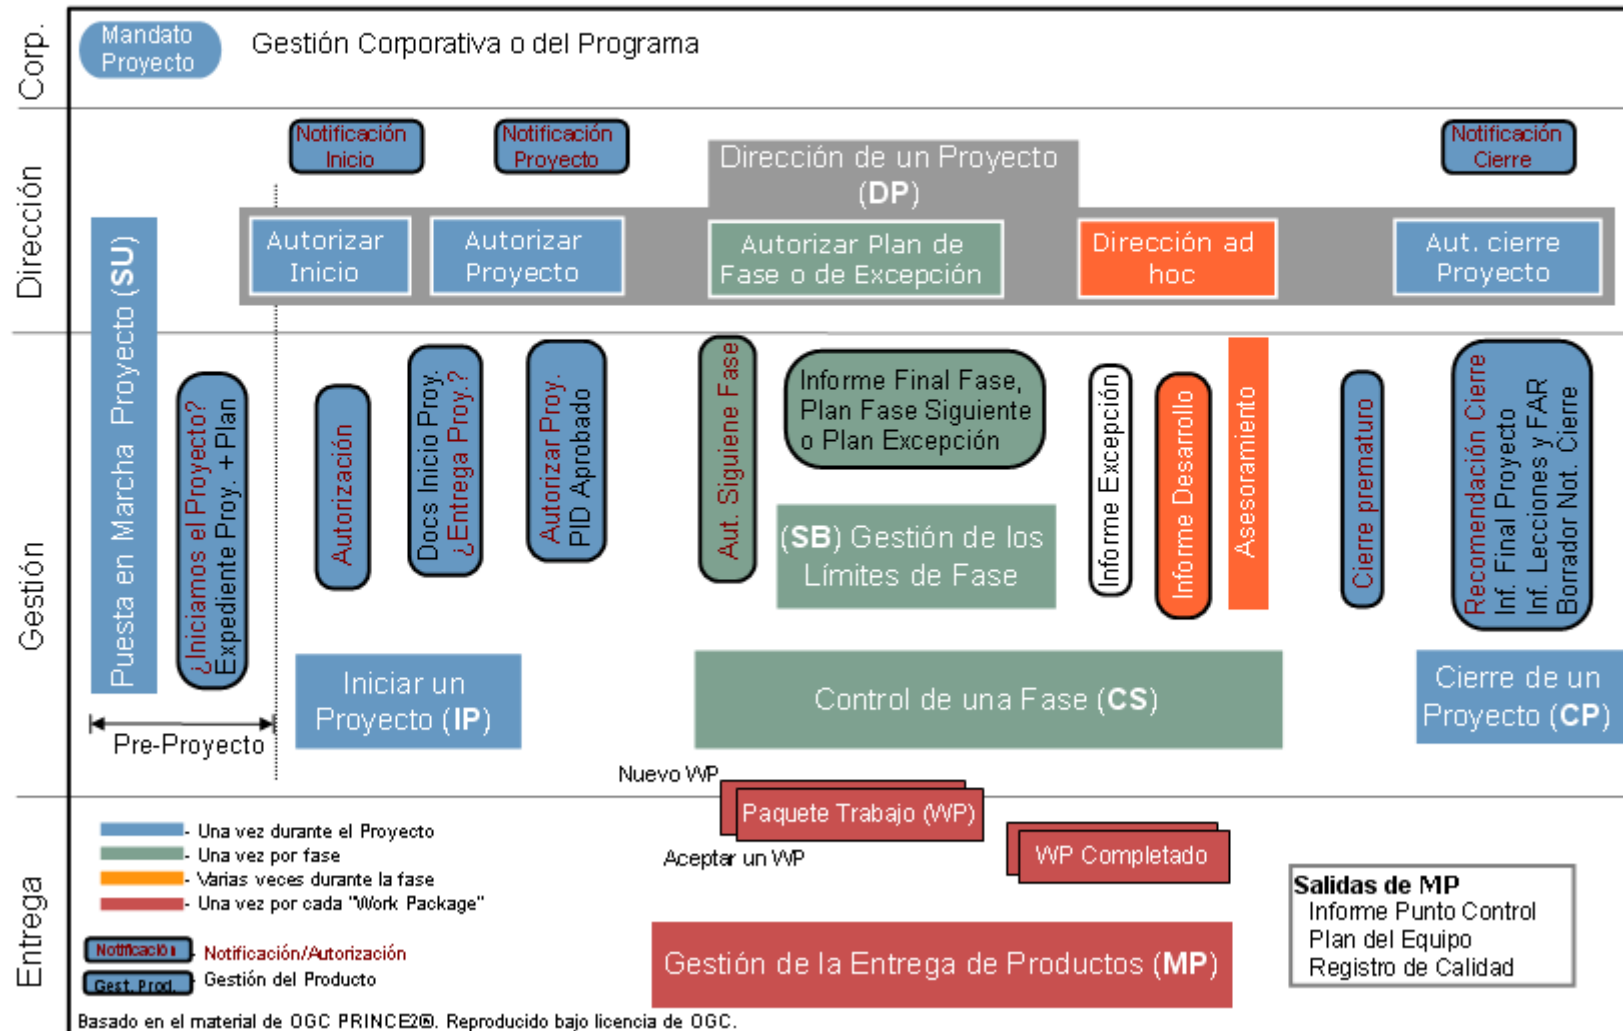 Corp.
Mandato
Proyecto
Gestión Corporativa o del Programa
Dirección
Notificación
Inicio
Notificación
Proyecto
Notificación
Cierre
Dirección de un Proyecto
(DP)
Autorizar
Inicio
Autorizar
Proyecto
Autorizar Plan de
Fase o de Excepción
Dirección ad
hoc
Aut. cierre
Proyecto
Gestión
Puesta en Marcha Proyecto (SU)
¿Iniciamos el Proyecto?
Expediente Proy. + Plan
Autorización
Docs Inicio Proy.
¿Entrega Proy.?
Autorizar Proy.
PID Aprobado
Aut. Siguiene Fase
Informe Final Fase,
Plan Fase Siguiente
o Plan Excepción
(SB) Gestión de los
Límites de Fase
Informe Excepción
Informe Desarrollo
Asesoramiento
Cierre prematuro
Recomendación Cierre
Inf. Final Proyecto
Inf. Lecciones y FAR
Borrador Not. Cierre
Iniciar un
Proyecto (IP)
Control de una Fase (CS)
Cierre de un
Proyecto (CP)
Pre-Proyecto
Entrega
Nuevo WP
Paquete Trabajo (WP)
Aceptar un WP
WP Completado
- Una vez durante el Proyecto
- Una vez por fase
- Varias veces durante la fase
- Una vez por cada "Work Package"
Notificación - Notificación/Autorización
Gest. Prod. - Gestión del Producto
Gestión de la Entrega de Productos (MP)
Salidas de MP
Informe Punto Control
Plan del Equipo
Registro de Calidad
Basado en el material de OGC PRINCE2®. Reproducido bajo licencia de OGC.